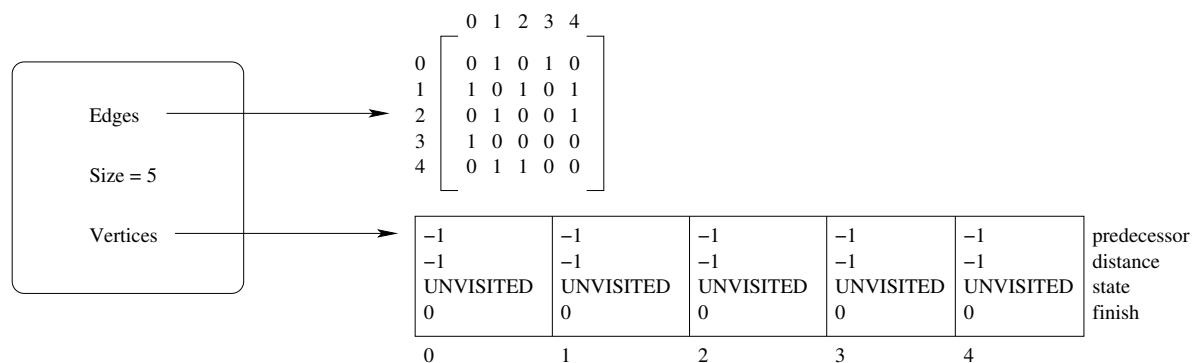 0 1 2 3 4
0 0 1 0 1 0
1 1 0 1 0 1
2 0 1 0 0 1
3 1 0 0 0 0
4 0 1 1 0 0
Edges
Size = 5
Vertices
−1 −1 −1 −1 −1 predecessor
−1 −1 −1 −1 −1 distance
UNVISITED UNVISITED UNVISITED UNVISITED UNVISITED state
0 0 0 0 0 finish
0 1 2 3 4